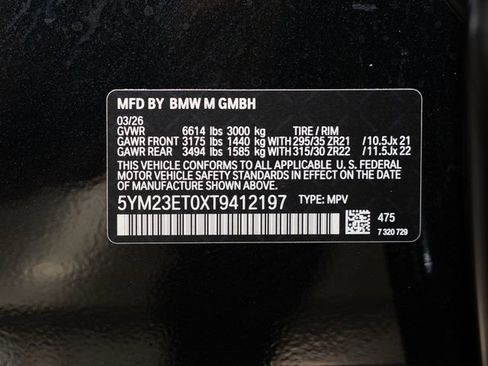 MFD BY BMW M GMBH
03/26
GVWR 6614 lbs 3000 kg TIRE / RIM
GAWR FRONT 3175 lbs 1440 kg WITH 295/35 ZR21 / 10.5Jx 21
GAWR REAR 3494 lbs 1585 kg WITH 315/30 ZR22 / 11.5Jx 22
THIS VEHICLE CONFORMS TO ALL APPLICABLE U. S. FEDERAL
MOTOR VEHICLE SAFETY STANDARDS IN EFFECT ON THE DATE
OF MANUFACTURE SHOWN ABOVE.
5YM23ET0XT9412197 TYPE: MPV
475
7 320 729